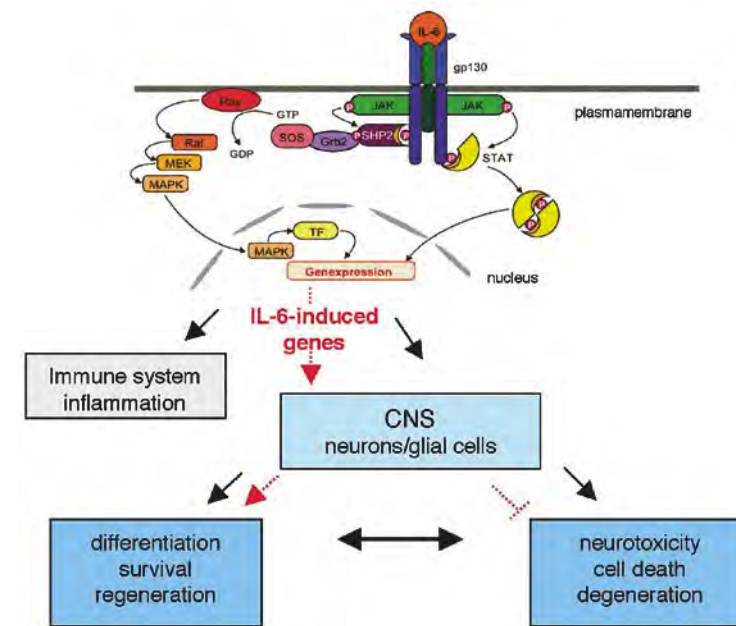 IL-6
gp130
plasmamembrane
Ras
P
JAK
JAK
P
GTP
GDP
SOS
Grb2
P
SHP2
P
P
STAT
Raf
MEK
MAPK
P
P
TF
MAPK
Genexpression
nucleus
IL-6-induced
genes
Immune system
inflammation
CNS
neurons/glial cells
differentiation
survival
regeneration
neurotoxicity
cell death
degeneration